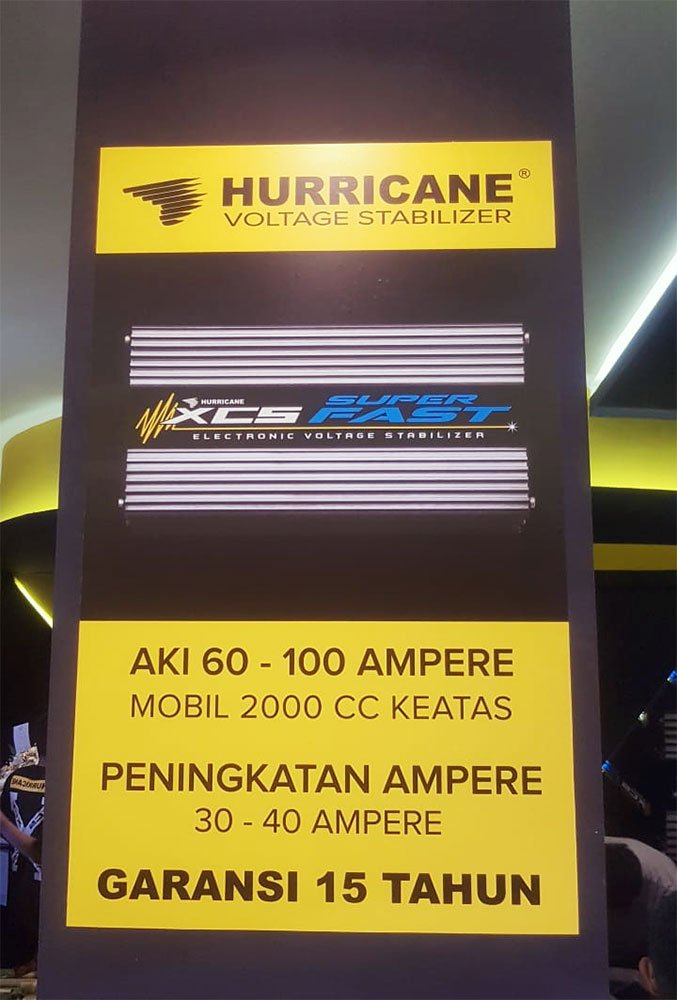 HURRICANE®
VOLTAGE STABILIZER
HURRICANE
XCS SUPER FAST
ELECTRONIC VOLTAGE STABILIZER
AKI 60 - 100 AMPERE
MOBIL 2000 CC KEATAS
PENINGKATAN AMPERE
30 - 40 AMPERE
GARANSI 15 TAHUN